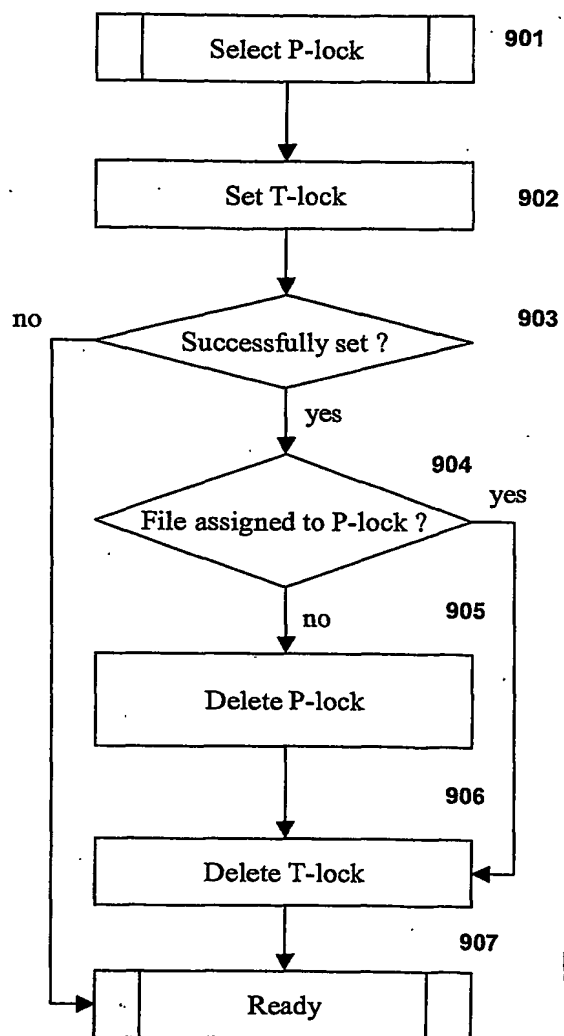 Select P-lock
901
Set T-lock
902
no
Successfully set ?
903
yes
904
File assigned to P-lock ?
yes
no
905
Delete P-lock
906
Delete T-lock
907
Ready